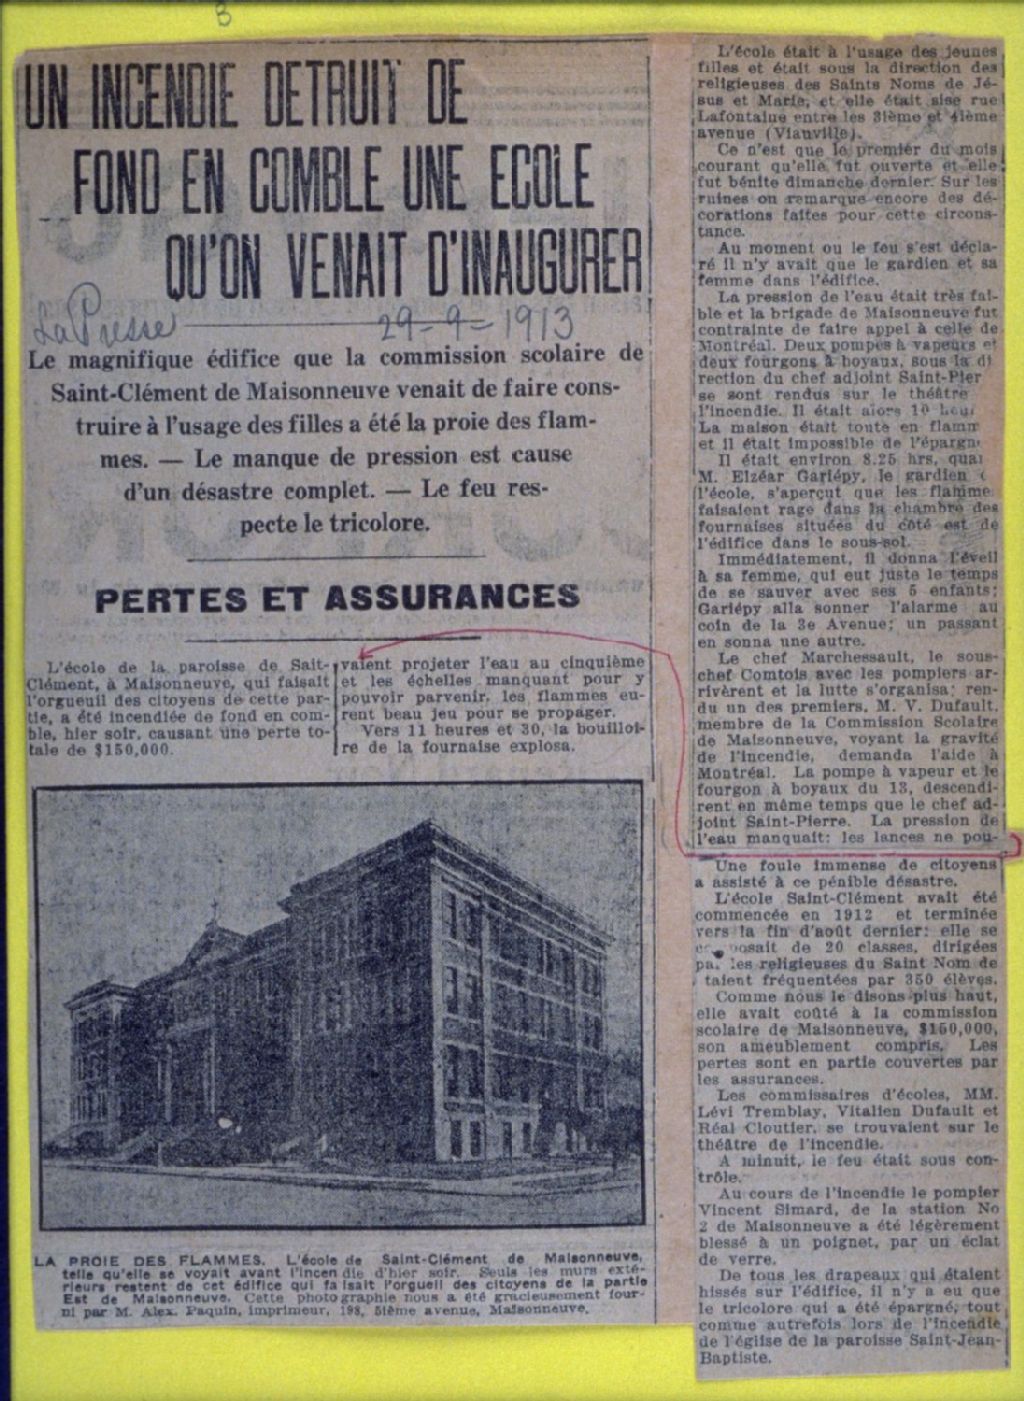 8
UN INCENDIE DETRUIT DE
FOND EN COMBLE UNE ECOLE
QU'ON VENAIT D'INAUGURER
La Presse 29-9-1913
Le magnifique édifice que la commission scolaire de
Saint-Clément de Maisonneuve venait de faire cons-
truire à l'usage des filles a été la proie des flam-
mes. — Le manque de pression est cause
d'un désastre complet. — Le feu res-
pecte le tricolore.
PERTES ET ASSURANCES
L'école de la paroisse de Sait-
Clément, à Maisonneuve, qui faisait
l'orgueuil des citoyens de cette par-
tie, a été incendiée de fond en com-
ble, hier soir, causant une perte to-
tale de $150,000.
L'école était à l'usage des jeunes
filles et était sous la direction des
religieuses des Saints Noms de Jé-
sus et Marie, et elle était sise rue
Lafontaine entre les 31ème et 41ème
avenue (Viauville).
Ce n'est que le premier du mois
courant qu'elle fut ouverte et elle
fut bénite dimanche dernier. Sur les
ruines on remarque encore des dé-
corations faites pour cette circons-
tance.
Au moment ou le feu s'est décla-
ré il n'y avait que le gardien et sa
femme dans l'édifice.
La pression de l'eau était très fai-
ble et la brigade de Maisonneuve fut
contrainte de faire appel à celle de
Montréal. Deux pompes à vapeurs et
deux fourgons à boyaux, sous la di
rection du chef adjoint Saint-Pier
se sont rendus sur le théâtre
l'incendie. Il était alors 10
La maison était toute en flamm
et il était impossible de l'épargn
Il était environ 8.25 hrs, quan
M. Elzéar Gariépy, le gardien
l'école, s'aperçut que les flamme
faisaient rage dans la chambre des
fournaises situées du côté est de
l'édifice dans le sous-sol.
Immédiatement, il donna l'éveil
à sa femme, qui eut juste le temps
de se sauver avec ses 5 enfants;
Gariépy alla sonner l'alarme au
coin de la 3e Avenue; un passant
en sonna une autre.
Le chef Marchessault, le sous-
chef Comtois avec les pompiers ar-
rivèrent et la lutte s'organisa; ren-
du un des premiers, M. V. Dufault,
membre de la Commission Scolaire
de Maisonneuve, voyant la gravité
de l'incendie, demanda l'aide à
Montréal. La pompe à vapeur et le
fourgon à boyaux du 13, descendi-
rent en même temps que le chef ad-
joint Saint-Pierre. La pression de
l'eau manquait: les lances ne pou-
vaient projeter l'eau au cinquième
et les échelles manquant pour y
pouvoir parvenir, les flammes eu-
rent beau jeu pour se propager.
Vers 11 heures et 30, la bouilloi-
re de la fournaise explosa.
Une foule immense de citoyens
a assisté à ce pénible désastre.
L'école Saint-Clément avait été
commencée en 1912 et terminée
vers la fin d'août dernier: elle se
posait de 20 classes, dirigées
pa. les religieuses du Saint Nom de
taient fréquentées par 350 élèves.
Comme nous le disons plus haut,
elle avait coûté à la commission
scolaire de Maisonneuve, $150,000,
son ameublement compris. Les
pertes sont en partie couvertes par
les assurances.
Les commissaires d'écoles, MM.
Lévi Tremblay, Vitalien Dufault et
Réal Cloutier, se trouvaient sur le
théâtre de l'incendie.
A minuit, le feu était sous con-
trôle.
Au cours de l'incendie le pompier
Vincent Simard, de la station No
2 de Maisonneuve a été légèrement
blessé à un poignet, par un éclat
de verre.
De tous les drapeaux qui étaient
hissés sur l'édifice, il n'y a eu que
le tricolore qui a été épargné, tout
comme autrefois lors de l'incendie
de l'église de la paroisse Saint-Jean-
Baptiste.
LA PROIE DES FLAMMES. L'école de Saint-Clément de Maisonneuve,
telle qu'elle se voyait avant l'incendie d'hier soir. Seuls les murs exté-
rieurs restent de cet édifice qui faisait l'orgueil des citoyens de la partie
Est de Maisonneuve. Cette photographie nous a été gracieusement four-
ni par M. Alex. Paquin, imprimeur, 198, 51ème avenue, Maisonneuve.